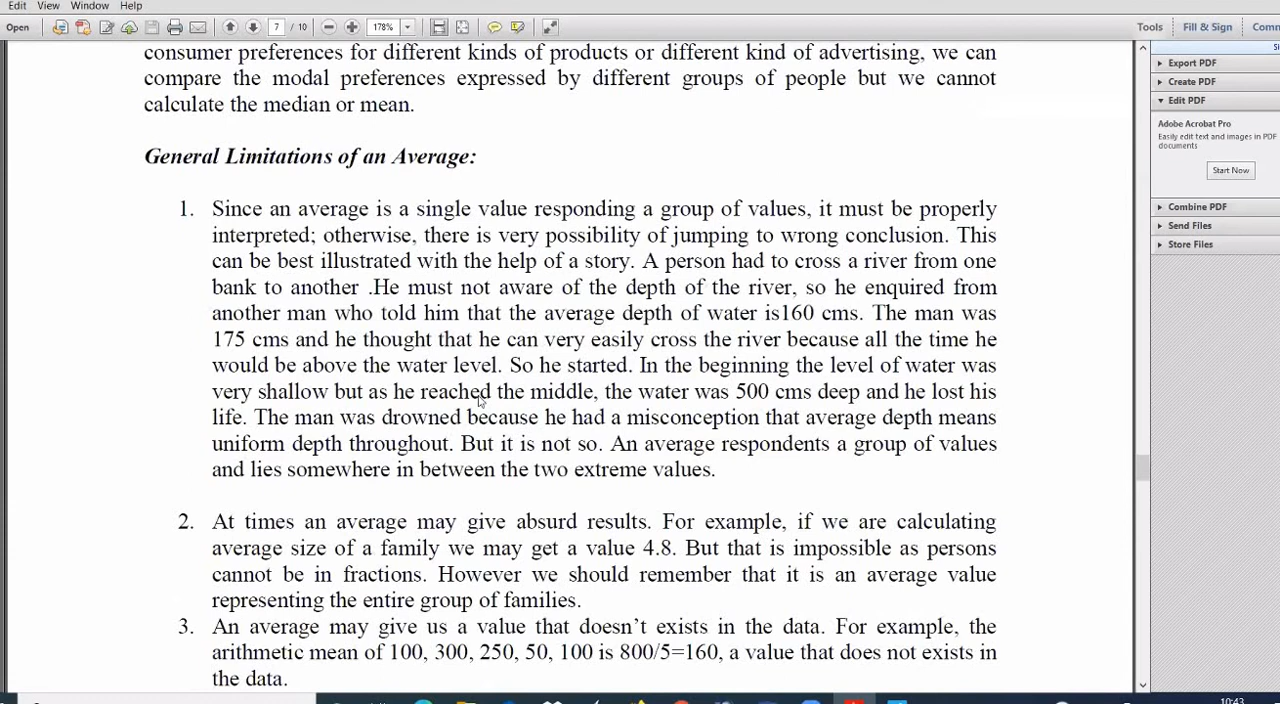 Edit View Window Help
Open 7 / 10 178% Tools Fill & Sign
consumer preferences for different kinds of products or different kind of advertising, we can
compare the modal preferences expressed by different groups of people but we cannot
calculate the median or mean.
General Limitations of an Average:
1. Since an average is a single value responding a group of values, it must be properly
interpreted; otherwise, there is very possibility of jumping to wrong conclusion. This
can be best illustrated with the help of a story. A person had to cross a river from one
bank to another .He must not aware of the depth of the river, so he enquired from
another man who told him that the average depth of water is160 cms. The man was
175 cms and he thought that he can very easily cross the river because all the time he
would be above the water level. So he started. In the beginning the level of water was
very shallow but as he reached the middle, the water was 500 cms deep and he lost his
life. The man was drowned because he had a misconception that average depth means
uniform depth throughout. But it is not so. An average respondents a group of values
and lies somewhere in between the two extreme values.
2. At times an average may give absurd results. For example, if we are calculating
average size of a family we may get a value 4.8. But that is impossible as persons
cannot be in fractions. However we should remember that it is an average value
representing the entire group of families.
3. An average may give us a value that doesn't exists in the data. For example, the
arithmetic mean of 100, 300, 250, 50, 100 is 800/5=160, a value that does not exists in
the data.
Export PDF
Create PDF
Edit PDF
Adobe Acrobat Pro
Easily edit text and images in PDF
documents
Start Now
Combine PDF
Send Files
Store Files
10:43